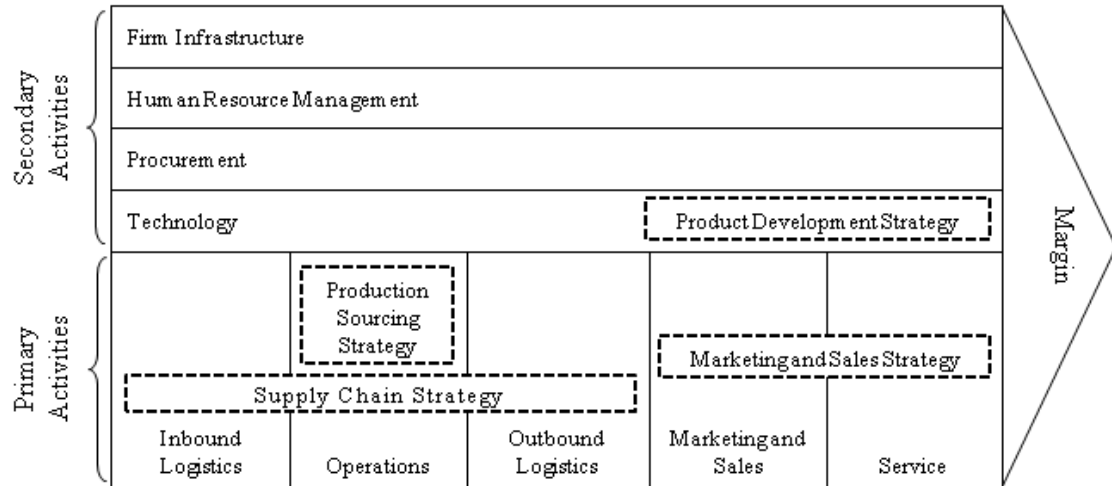 Secondary
Activities
Firm Infrastructure
Human Resource Management
Procurement
Technology
Product Development Strategy
Margin
Primary
Activities
Production
Sourcing
Strategy
Marketing and Sales Strategy
Supply Chain Strategy
Inbound
Logistics
Operations
Outbound
Logistics
Marketing and
Sales
Service